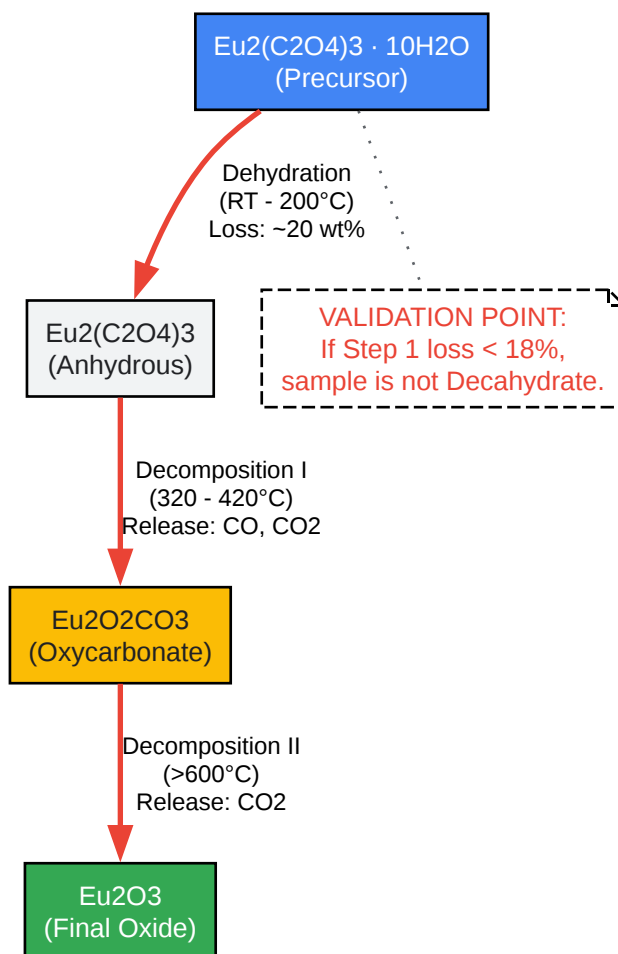 Eu2(C2O4)3 · 10H2O
(Precursor)
Dehydration
(RT - 200°C)
Loss: ~20 wt%
VALIDATION POINT:
If Step 1 loss < 18%,
sample is not Decahydrate.
Eu2(C2O4)3
(Anhydrous)
Decomposition I
(320 - 420°C)
Release: CO, CO2
Eu2O2CO3
(Oxycarbonate)
Decomposition II
(>600°C)
Release: CO2
Eu2O3
(Final Oxide)